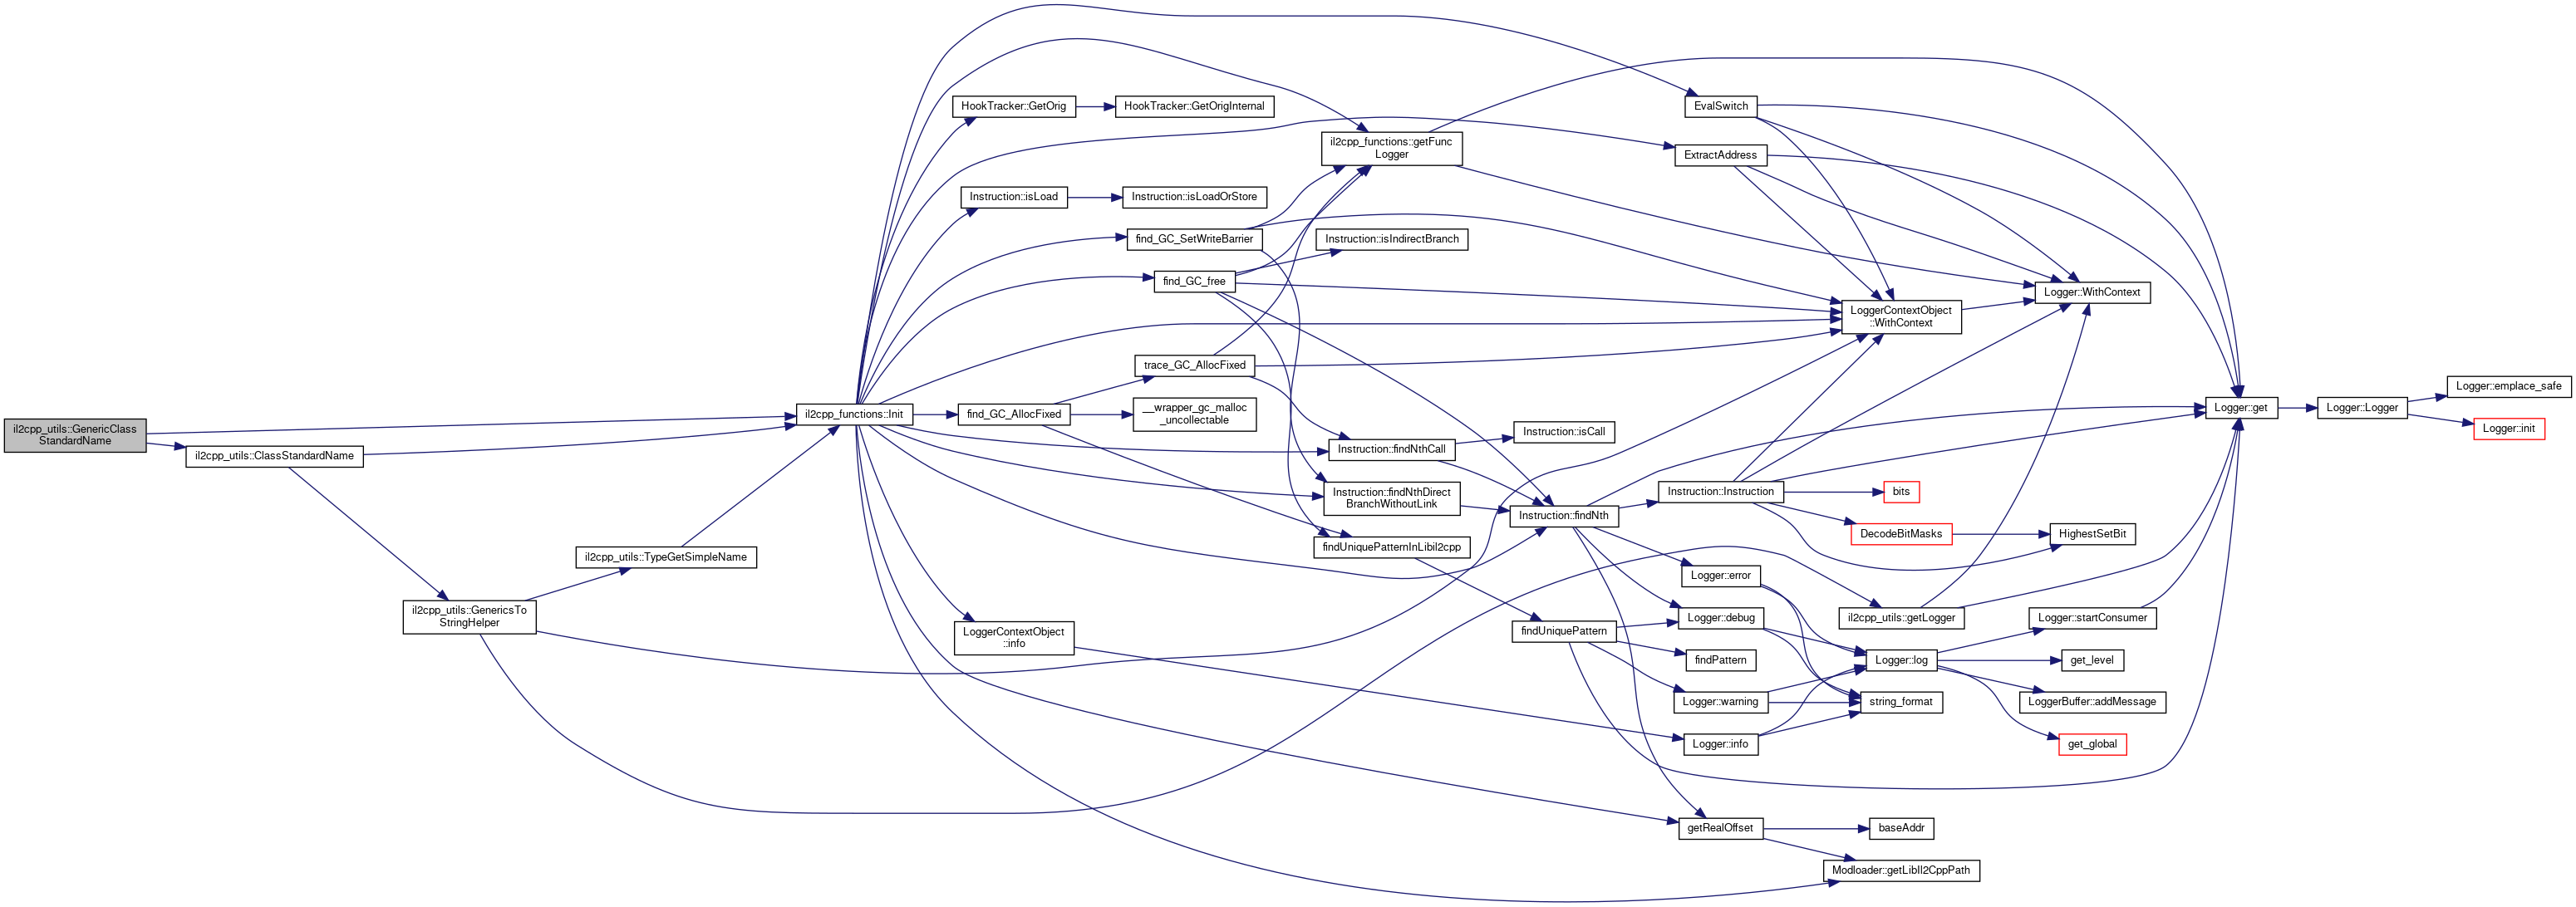 il2cpp_utils::GenericClass
StandardName
il2cpp_utils::ClassStandardName
il2cpp_utils::GenericsTo
StringHelper
il2cpp_utils::TypeGetSimpleName
il2cpp_functions::Init
HookTracker::GetOrig
HookTracker::GetOrigInternal
Instruction::isLoad
Instruction::isLoadOrStore
find_GC_SetWriteBarrier
find_GC_free
trace_GC_AllocFixed
find_GC_AllocFixed
__wrapper_gc_malloc
_uncollectable
LoggerContextObject
::info
il2cpp_functions::getFunc
Logger
Instruction::isIndirectBranch
Instruction::findNthCall
Instruction::findNthDirect
BranchWithoutLink
findUniquePatternInLibil2cpp
Instruction::isCall
Instruction::findNth
findUniquePattern
EvalSwitch
ExtractAddress
Instruction::Instruction
Logger::error
Logger::debug
findPattern
Logger::warning
Logger::info
getRealOffset
LoggerContextObject
::WithContext
bits
DecodeBitMasks
il2cpp_utils::getLogger
Logger::log
string_format
baseAddr
Modloader::getLibIl2CppPath
Logger::WithContext
HighestSetBit
Logger::startConsumer
get_level
LoggerBuffer::addMessage
get_global
Logger::get
Logger::Logger
Logger::emplace_safe
Logger::init